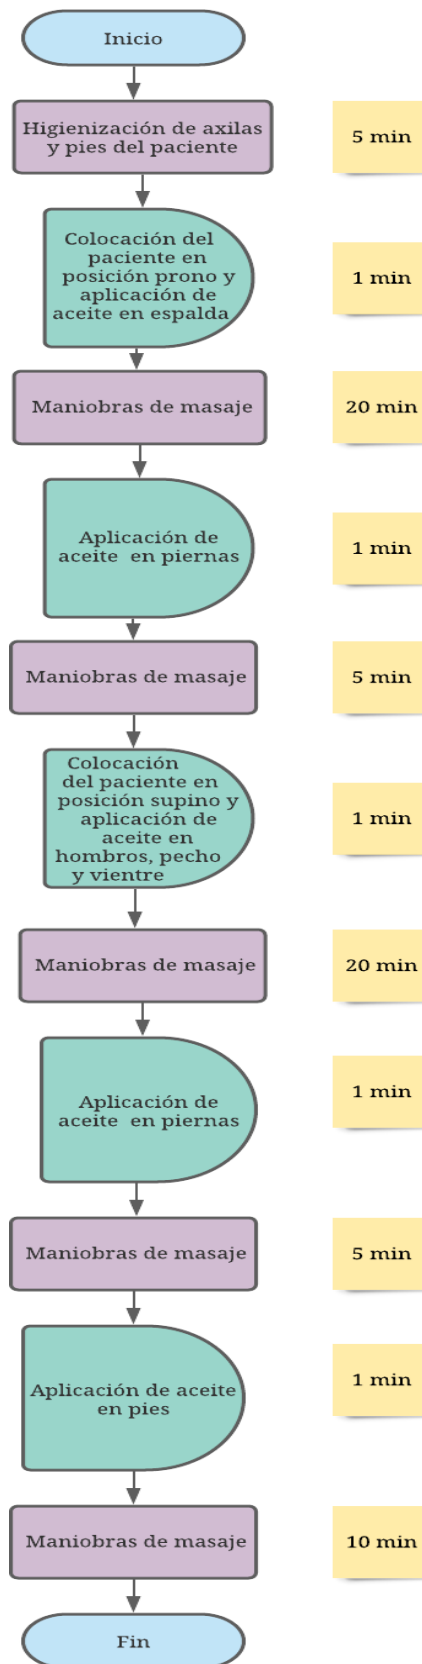 Inicio
Higienización de axilas
y pies del paciente
5 min
Colocación del
paciente en
posición prono y
aplicación de
aceite en espalda
1 min
Maniobras de masaje
20 min
Aplicación de
aceite en piernas
1 min
Maniobras de masaje
5 min
Colocación
del paciente en
posición supino y
aplicación de
aceite en
hombros, pecho
y vientre
1 min
Maniobras de masaje
20 min
Aplicación de
aceite en piernas
1 min
Maniobras de masaje
5 min
Aplicación de aceite
en pies
1 min
Maniobras de masaje
10 min
Fin